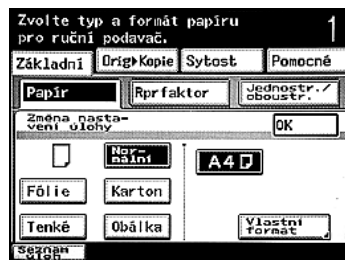 Zvolte typ a formát papíru
pro ruční podavač.
1
Základní
Orig▸Kopie
Sytost
Pomocné
Papír
Rprfaktor
Jednostr./
oboustr.
Změna nasta-
vení úlohy
OK
Nor-
mální
A4
Fólie
Karton
Tenké
Obálka
Vlastní
formát
Seznam
úloh